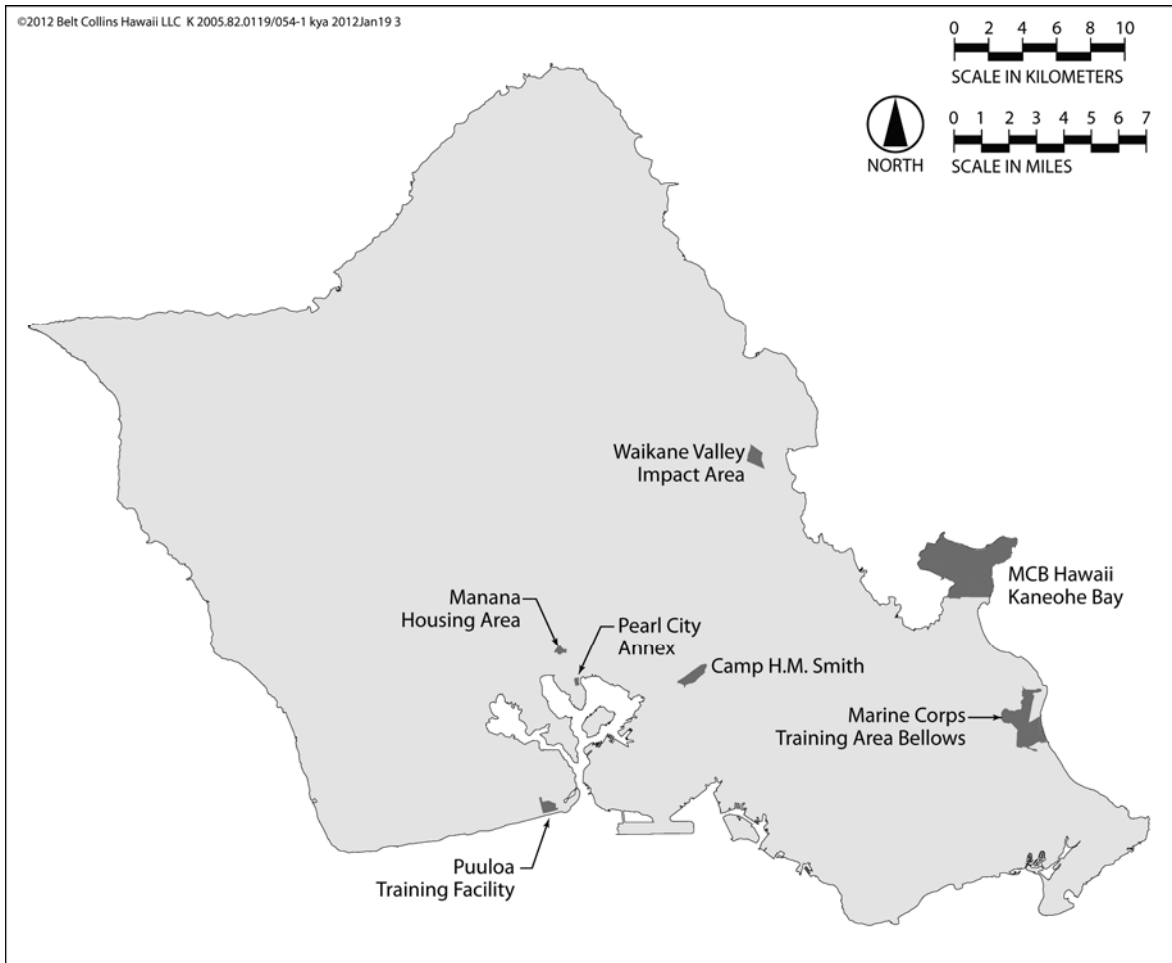 ©2012 Belt Collins Hawaii LLC K 2005.82.0119/054-1 kya 2012Jan19 3
0 2 4 6 8 10
SCALE IN KILOMETERS
NORTH
0 1 2 3 4 5 6 7
SCALE IN MILES
Waikane Valley
Impact Area
MCB Hawaii
Kaneohe Bay
Manana
Housing Area
Pearl City
Annex
Camp H.M. Smith
Marine Corps
Training Area Bellows
Puuloa
Training Facility